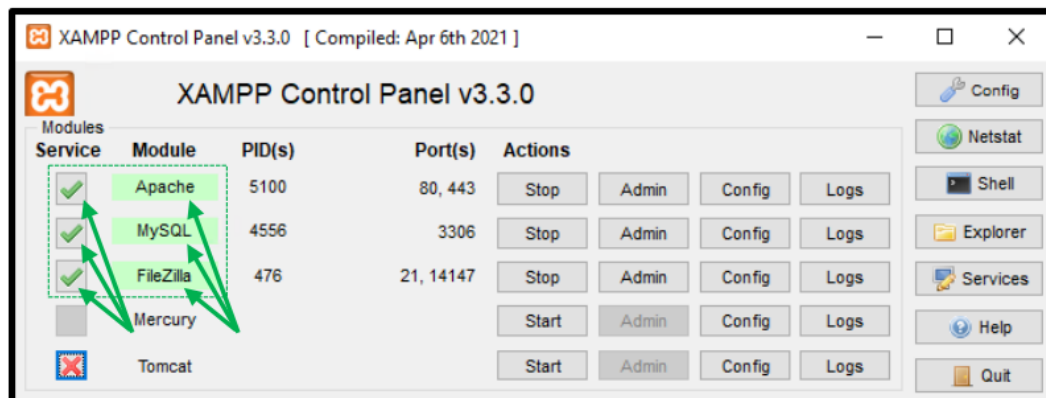 XAMPP Control Panel v3.3.0 [ Compiled: Apr 6th 2021 ]
XAMPP Control Panel v3.3.0
Config
Modules
Service Module PID(s) Port(s) Actions
Netstat
Apache 5100 80, 443 Stop Admin Config Logs
Shell
MySQL 4556 3306 Stop Admin Config Logs
Explorer
FileZilla 476 21, 14147 Stop Admin Config Logs
Services
Mercury Start Admin Config Logs
Help
Tomcat Start Admin Config Logs
Quit